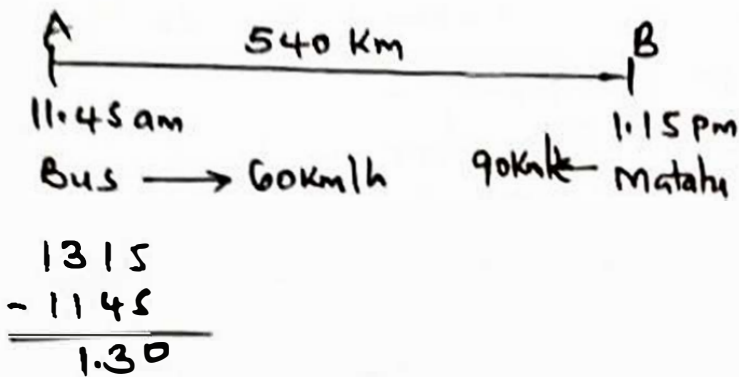 A 540 Km B
11.45 am 1.15 pm
Bus → 60Km/h 90Km/h ← Matatu
1315
- 1145
1.30